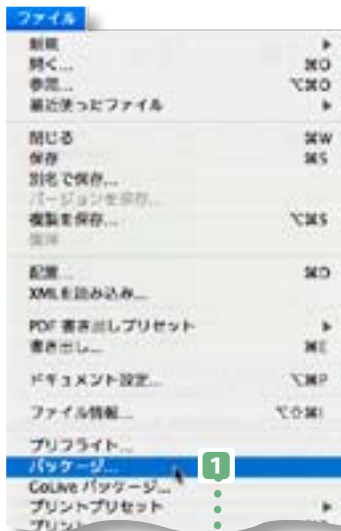 ファイル
新規
開く... ⌘O
参照... ⌥⌘O
最近使ったファイル
閉じる ⌘W
保存 ⌘S
別名で保存...
バージョンを保存...
複製を保存... ⌥⌘S
復帰
配置... ⌘D
XMLを読み込み...
PDF 書き出しプリセット
書き出し... ⌘E
ドキュメント設定... ⌥⌘P
ファイル情報... ⌥⇧⌘I
プリフライト...
パッケージ...
1
GoLive パッケージ...
プリントプリセット
プリント